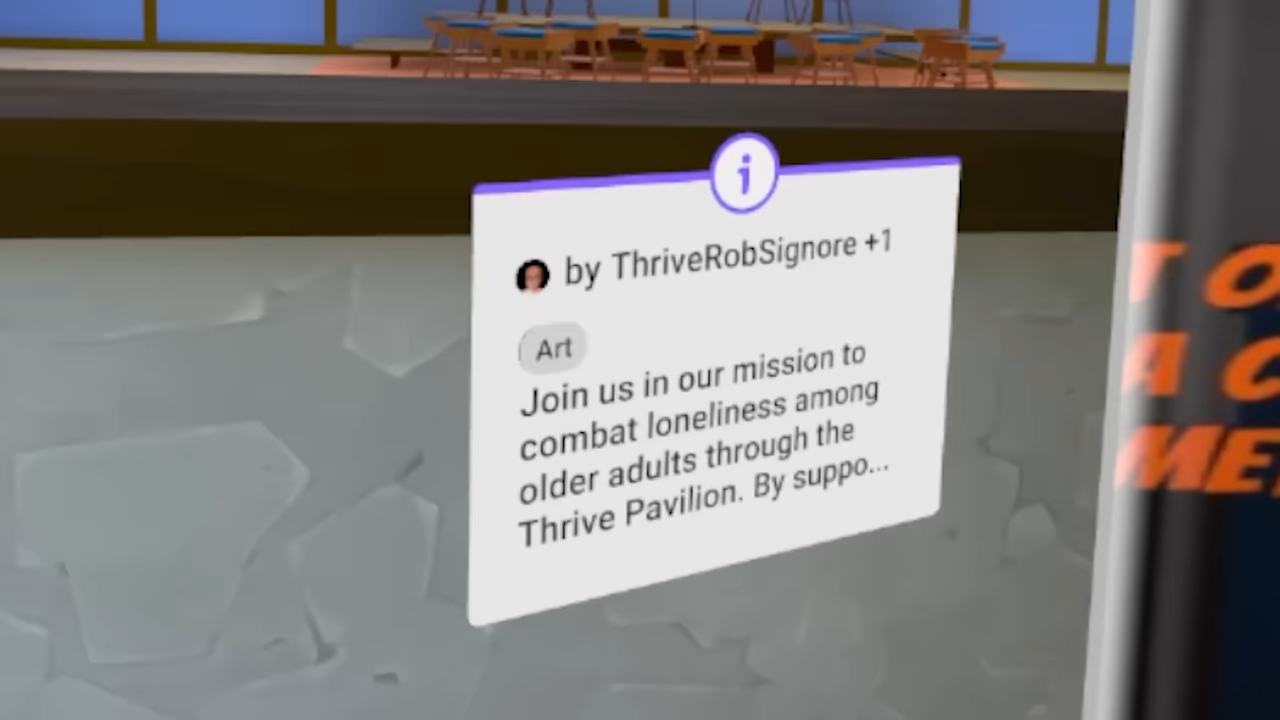 i
by ThriveRobSignore +1
Art
Join us in our mission to
combat loneliness among
older adults through the
Thrive Pavilion. By suppo...
A